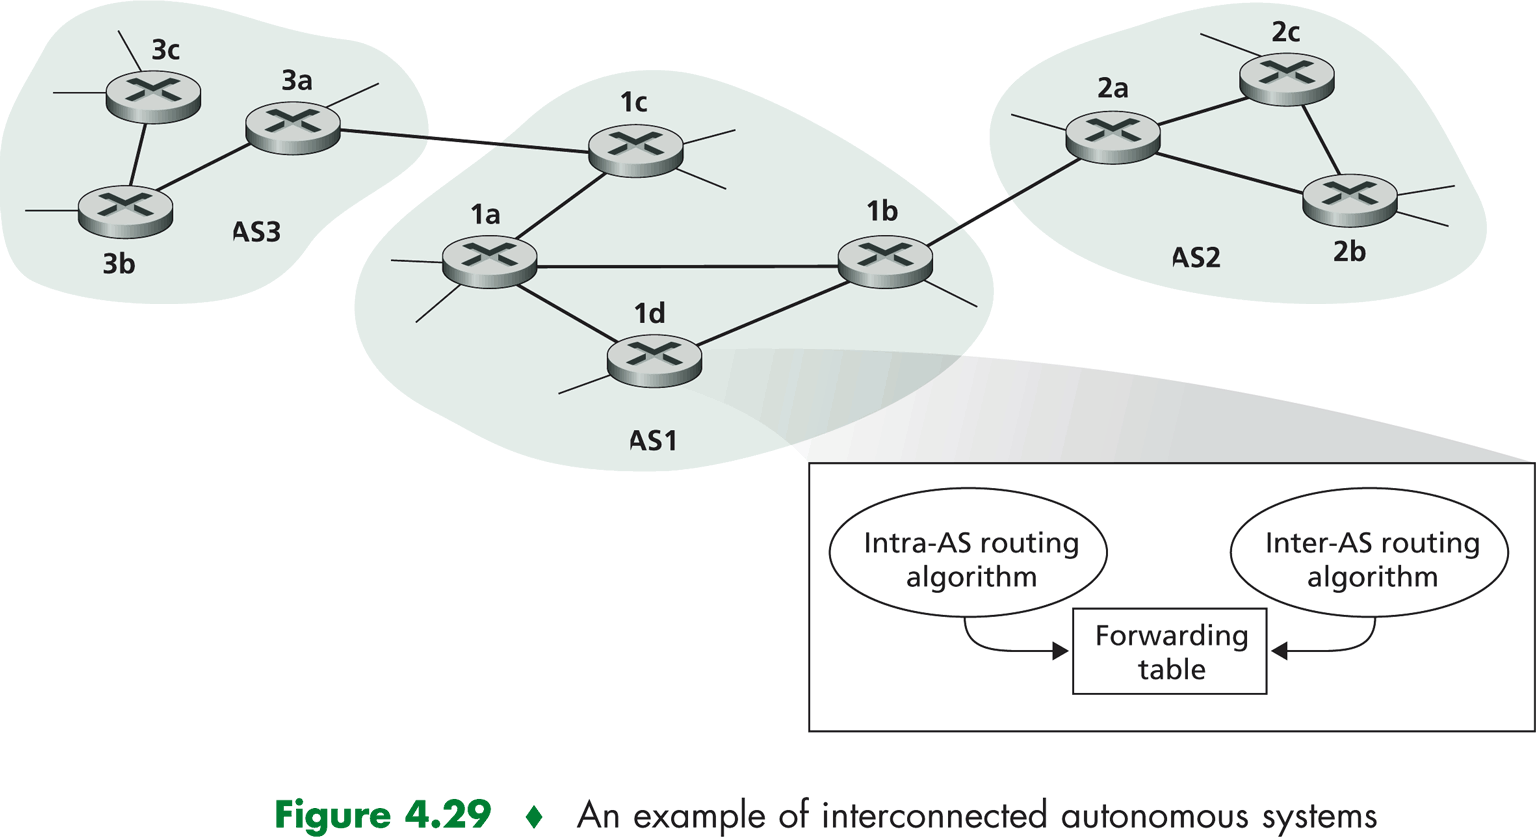 3c
3a
3b
AS3
1c
1a
1b
1d
AS1
2c
2a
2b
AS2
Intra-AS routing
algorithm
Inter-AS routing
algorithm
Forwarding
table
Figure 4.29 ♦ An example of interconnected autonomous systems